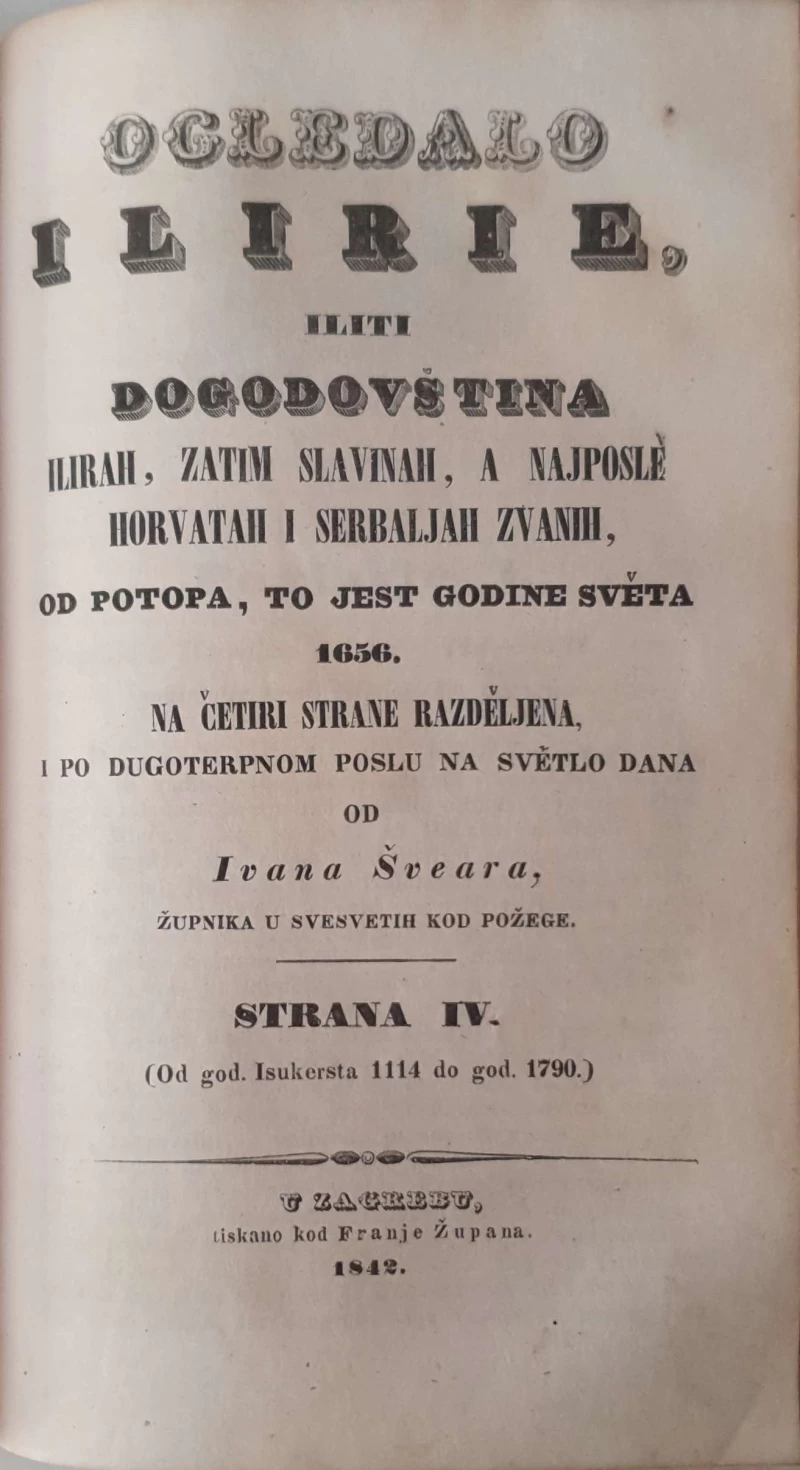 OGLEDALO
ILIRIE,
ILITI
DOGODOVŠTINA
ILIRAH, ZATIM SLAVINAH, A NAJPOSLĚ
HORVATAH I SERBALJAH ZVANIH,
OD POTOPA, TO JEST GODINE SVĚTA
1656.
NA ČETIRI STRANE RAZDĚLJENA,
I PO DUGOTERPNOM POSLU NA SVĚTLO DANA
OD
Ivana Šveara,
ŽUPNIKA U SVESVETIH KOD POŽEGE.
STRANA IV.
(Od god. Isukersta 1114 do god. 1790.)
U ZAGREBU,
tiskano kod Franje Župana.
1842.